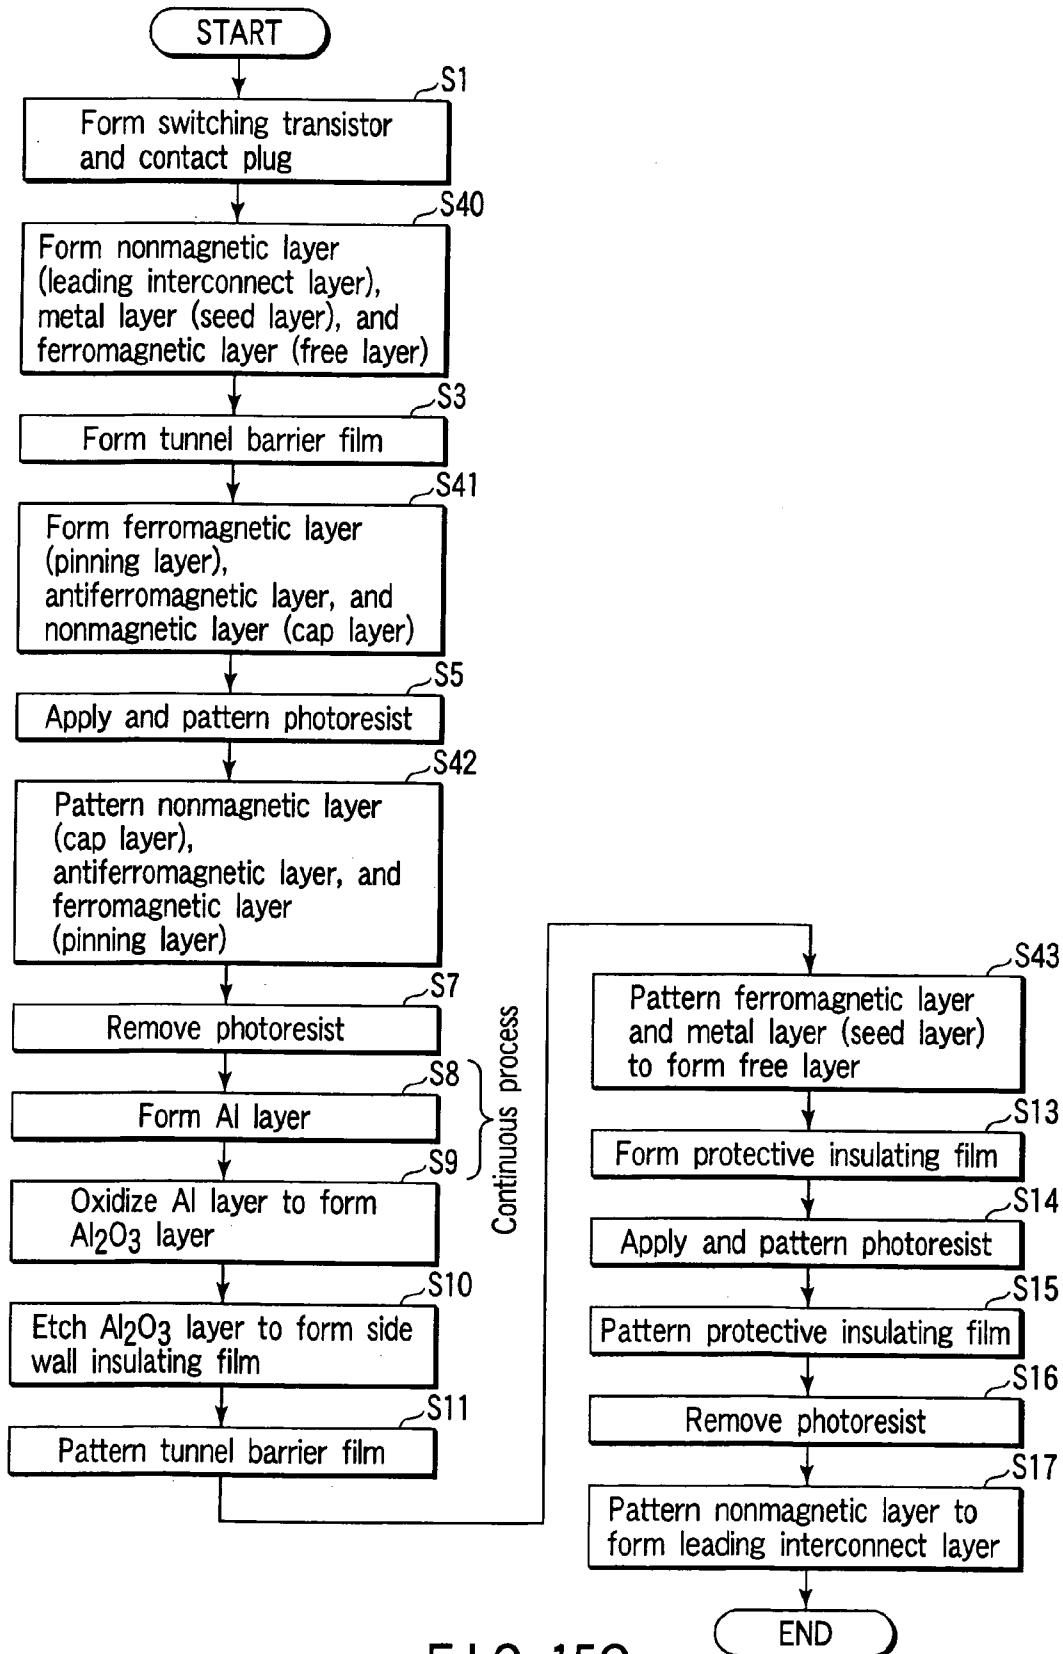 START
S1
Form switching transistor
and contact plug
S40
Form nonmagnetic layer
(leading interconnect layer),
metal layer (seed layer), and
ferromagnetic layer (free layer)
S3
Form tunnel barrier film
S41
Form ferromagnetic layer
(pinning layer),
antiferromagnetic layer, and
nonmagnetic layer (cap layer)
S5
Apply and pattern photoresist
S42
Pattern nonmagnetic layer
(cap layer),
antiferromagnetic layer, and
ferromagnetic layer
(pinning layer)
S7
Remove photoresist
S8
Form Al layer
S9
Oxidize Al layer to form
Al2O3 layer
Continuous process
S10
Etch Al2O3 layer to form side
wall insulating film
S11
Pattern tunnel barrier film
S43
Pattern ferromagnetic layer
and metal layer (seed layer)
to form free layer
S13
Form protective insulating film
S14
Apply and pattern photoresist
S15
Pattern protective insulating film
S16
Remove photoresist
S17
Pattern nonmagnetic layer to
form leading interconnect layer
END